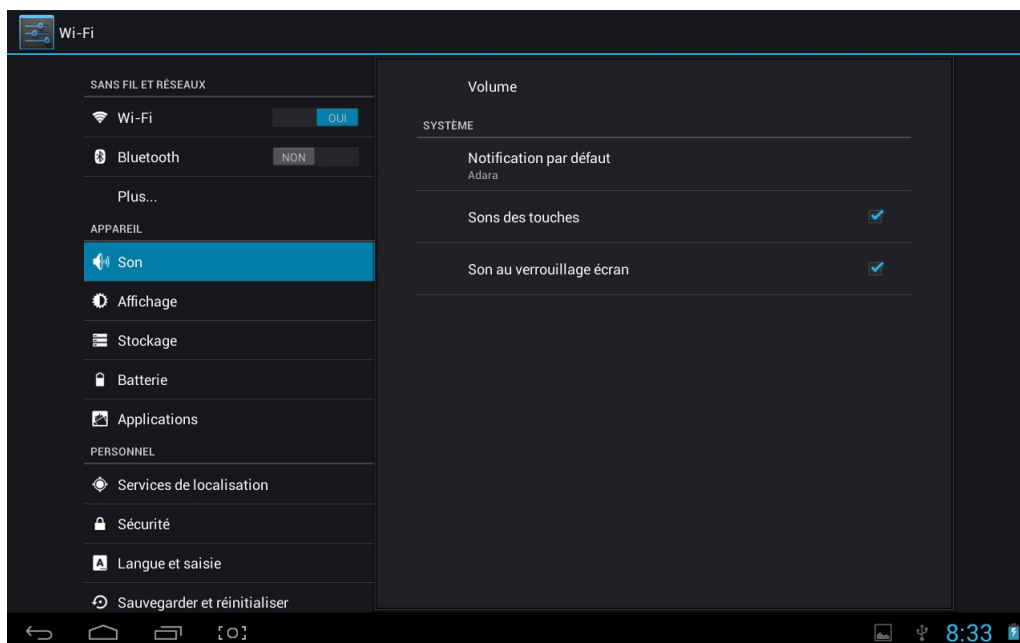 Wi-Fi
SANS FIL ET RÉSEAUX
Wi-Fi OUI
Bluetooth NON
Plus...
APPAREIL
Son
Affichage
Stockage
Batterie
Applications
PERSONNEL
Services de localisation
Sécurité
Langue et saisie
Sauvegarder et réinitialiser
Volume
SYSTÈME
Notification par défaut
Adara
Sons des touches
Son au verrouillage écran
8:33